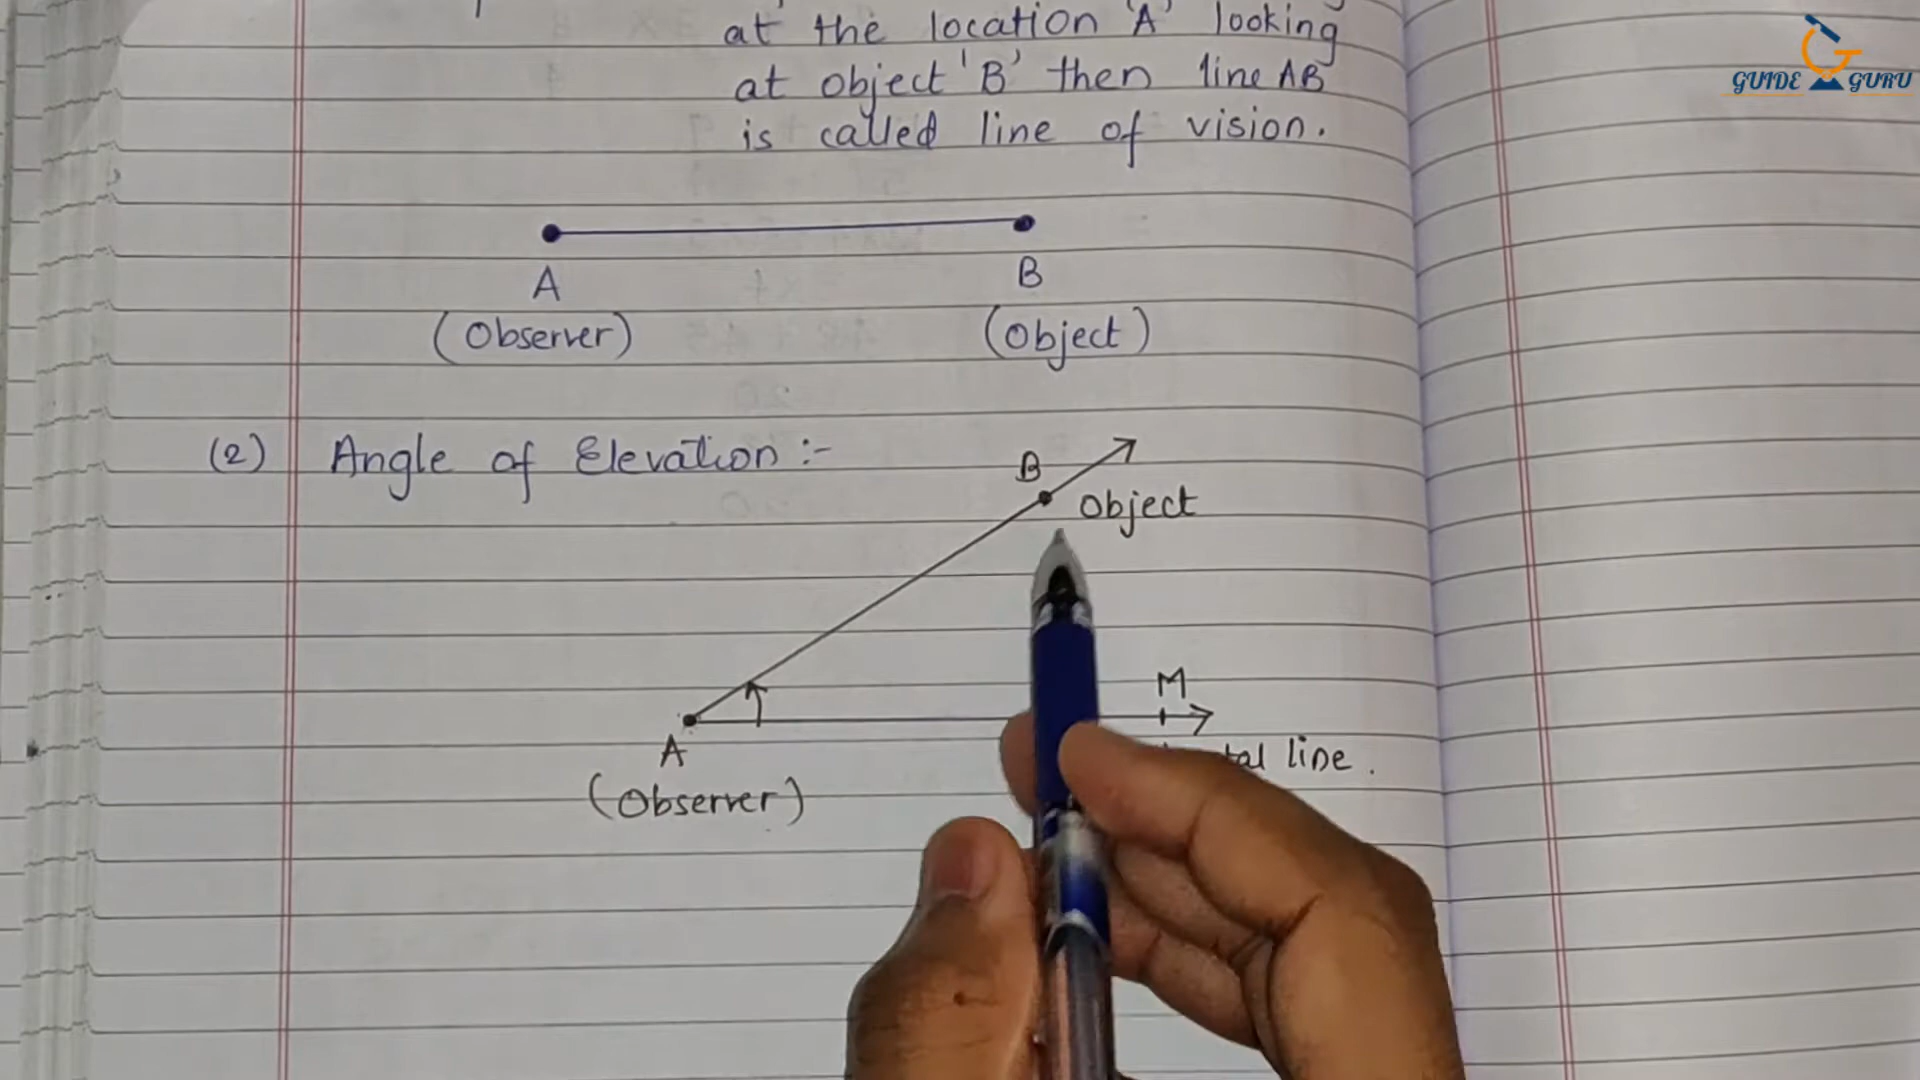 at the location 'A' looking
at object 'B' then line AB
is called line of vision.
A
B
(Observer)
(Object)
(2) Angle of Elevation :-
B
Object
M
A
line.
(Observer)
GUIDE GURU